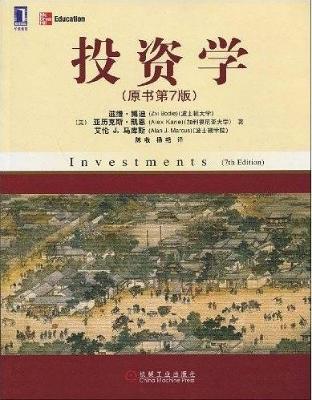 Education
投资学
(原书第7版)
滋维·博迪 (Zvi Bodie) (波士顿大学)
(美) 亚历克斯·凯恩 (Alex Kane) (加利福尼亚大学) 著
艾伦 J. 马库斯 (Alan J. Marcus) (波士顿学院)
陈收 杨艳 译
Investments (7th Edition)
机械工业出版社
China Machine Press